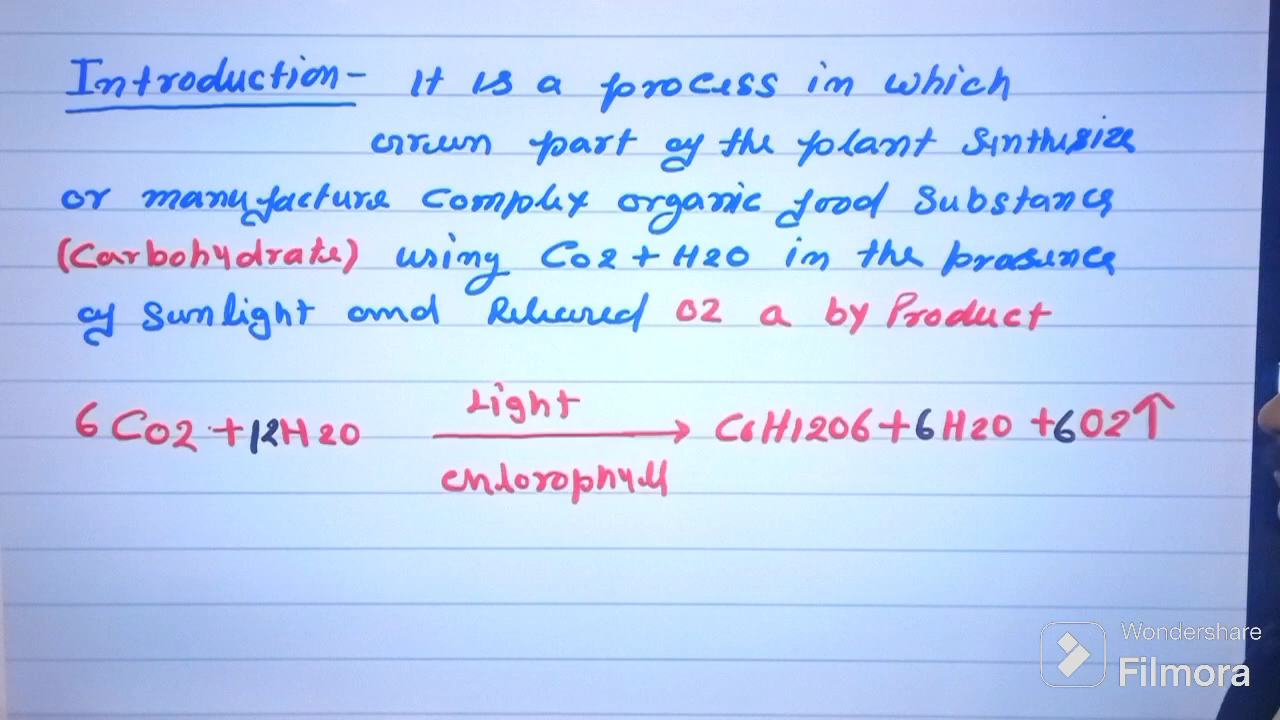 Introduction- It is a process in which
green part of the plant Synthesize
or manufacture Complex organic food Substance
(Carbohydrate) using Co2 + H2O in the presence
of Sunlight and Released O2 a by Product
6CO2 + 12H2O Light C6H12O6 + 6H2O + 6O2↑
chlorophyll
Wondershare
Filmora